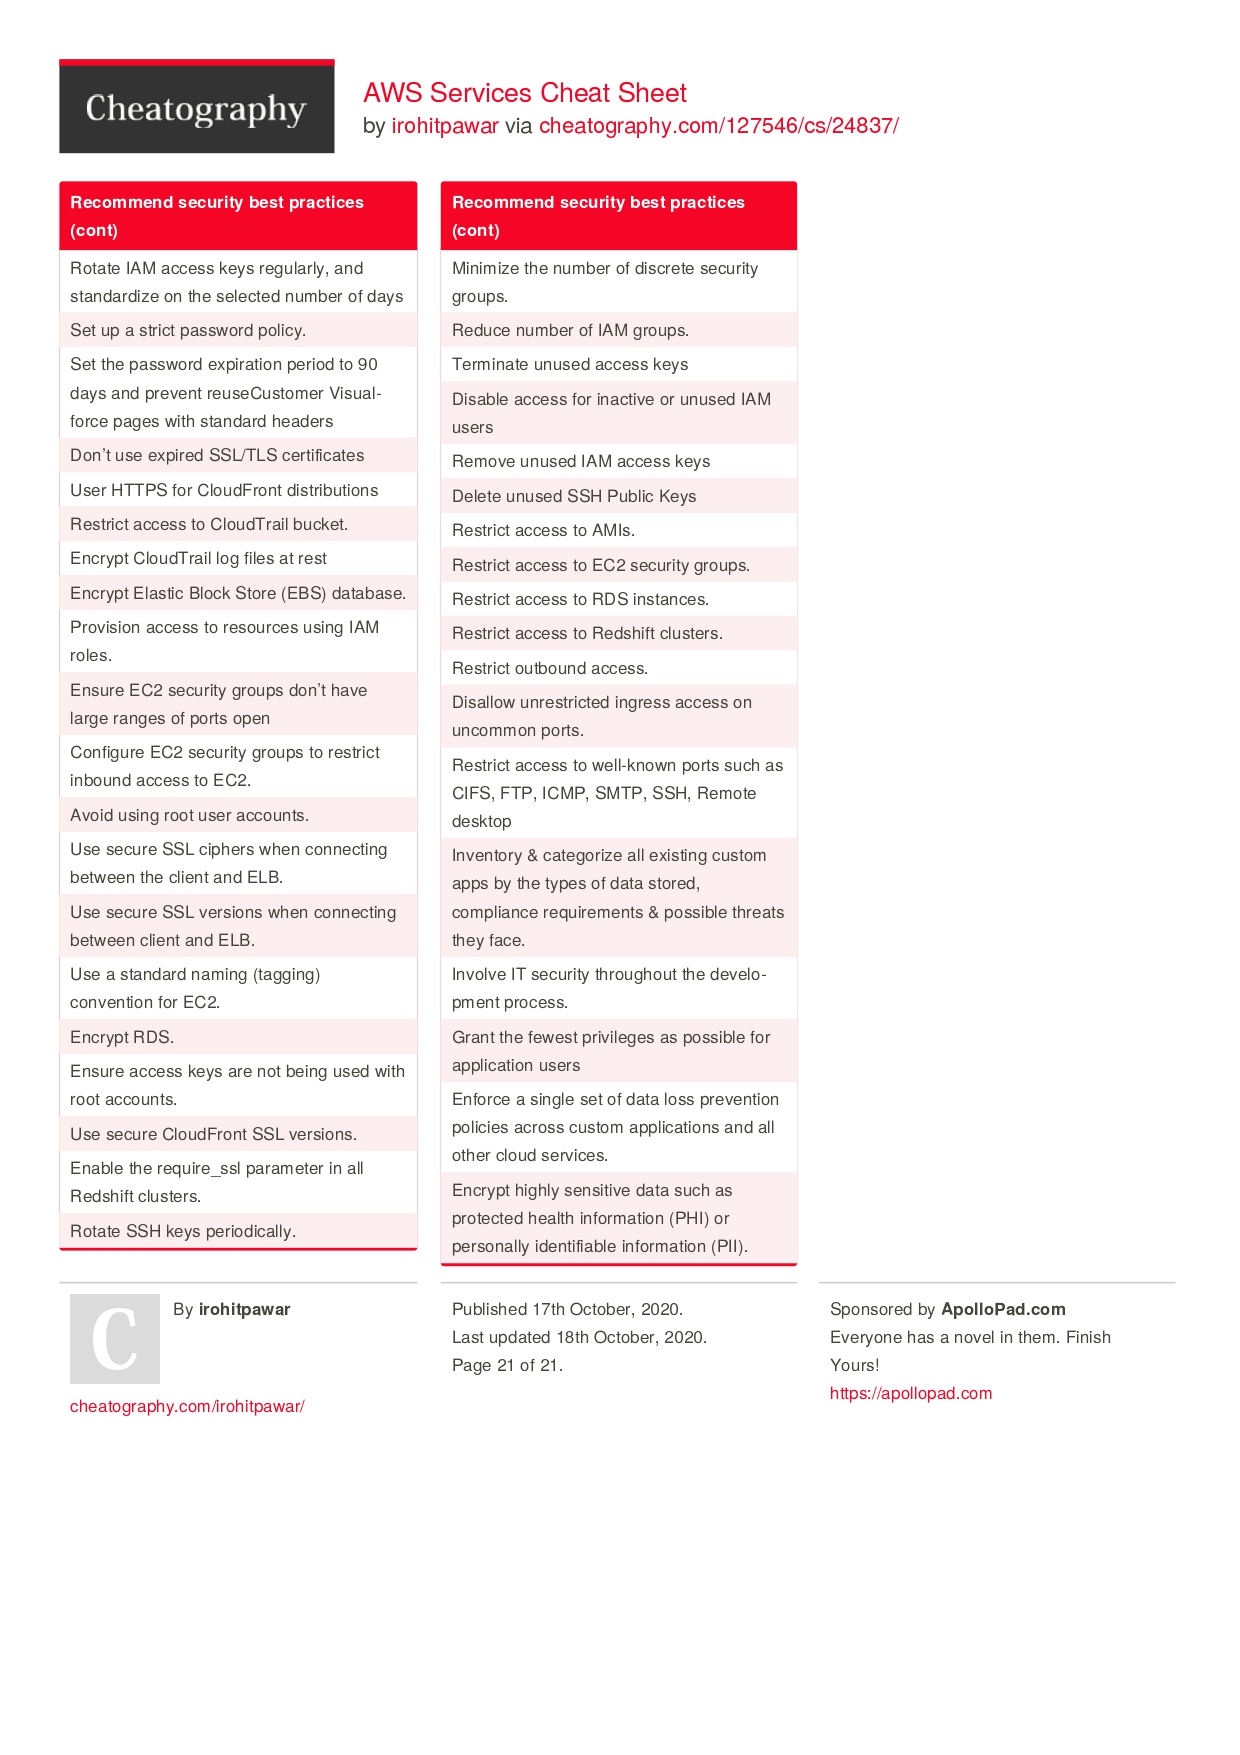 Cheatography
AWS Services Cheat Sheet
by irohitpawar via cheatography.com/127546/cs/24837/
Recommend security best practices
(cont)
Rotate IAM access keys regularly, and
standardize on the selected number of days
Set up a strict password policy.
Set the password expiration period to 90
days and prevent reuseCustomer Visual-
force pages with standard headers
Don't use expired SSL/TLS certificates
User HTTPS for CloudFront distributions
Restrict access to CloudTrail bucket.
Encrypt CloudTrail log files at rest
Encrypt Elastic Block Store (EBS) database.
Provision access to resources using IAM
roles.
Ensure EC2 security groups don't have
large ranges of ports open
Configure EC2 security groups to restrict
inbound access to EC2.
Avoid using root user accounts.
Use secure SSL ciphers when connecting
between the client and ELB.
Use secure SSL versions when connecting
between client and ELB.
Use a standard naming (tagging)
convention for EC2.
Encrypt RDS.
Ensure access keys are not being used with
root accounts.
Use secure CloudFront SSL versions.
Enable the require_ssl parameter in all
Redshift clusters.
Rotate SSH keys periodically.
Recommend security best practices
(cont)
Minimize the number of discrete security
groups.
Reduce number of IAM groups.
Terminate unused access keys
Disable access for inactive or unused IAM
users
Remove unused IAM access keys
Delete unused SSH Public Keys
Restrict access to AMIs.
Restrict access to EC2 security groups.
Restrict access to RDS instances.
Restrict access to Redshift clusters.
Restrict outbound access.
Disallow unrestricted ingress access on
uncommon ports.
Restrict access to well-known ports such as
CIFS, FTP, ICMP, SMTP, SSH, Remote
desktop
Inventory & categorize all existing custom
apps by the types of data stored,
compliance requirements & possible threats
they face.
Involve IT security throughout the develo-
pment process.
Grant the fewest privileges as possible for
application users
Enforce a single set of data loss prevention
policies across custom applications and all
other cloud services.
Encrypt highly sensitive data such as
protected health information (PHI) or
personally identifiable information (PII).
C
By irohitpawar
cheatography.com/irohitpawar/
Published 17th October, 2020.
Last updated 18th October, 2020.
Page 21 of 21.
Sponsored by ApolloPad.com
Everyone has a novel in them. Finish
Yours!
https://apollopad.com